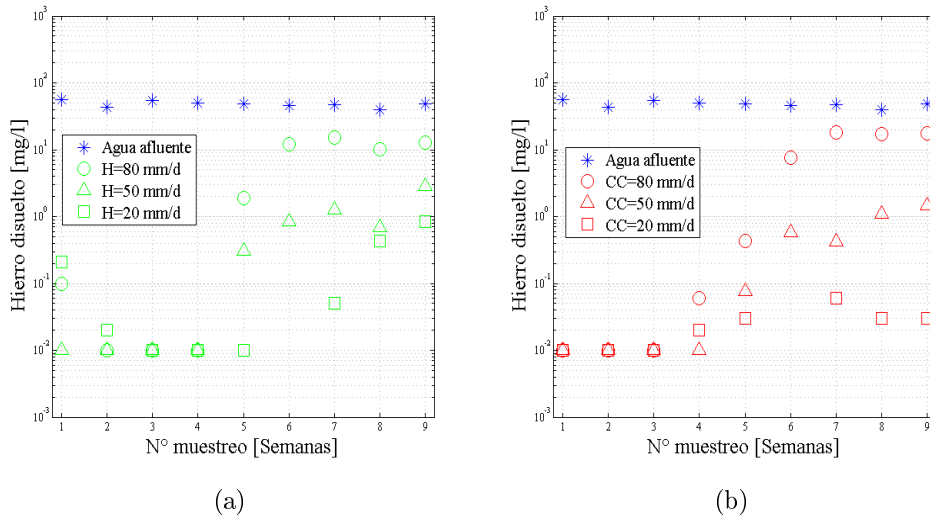 10³
10²
10¹
10⁰
10⁻¹
10⁻²
10⁻³
Hierro disuelto [mg/l]
Agua afluente
H=80 mm/d
H=50 mm/d
H=20 mm/d
1 2 3 4 5 6 7 8 9
N° muestreo [Semanas]
(a)
10³
10²
10¹
10⁰
10⁻¹
10⁻²
10⁻³
Hierro disuelto [mg/l]
Agua afluente
CC=80 mm/d
CC=50 mm/d
CC=20 mm/d
1 2 3 4 5 6 7 8 9
N° muestreo [Semanas]
(b)